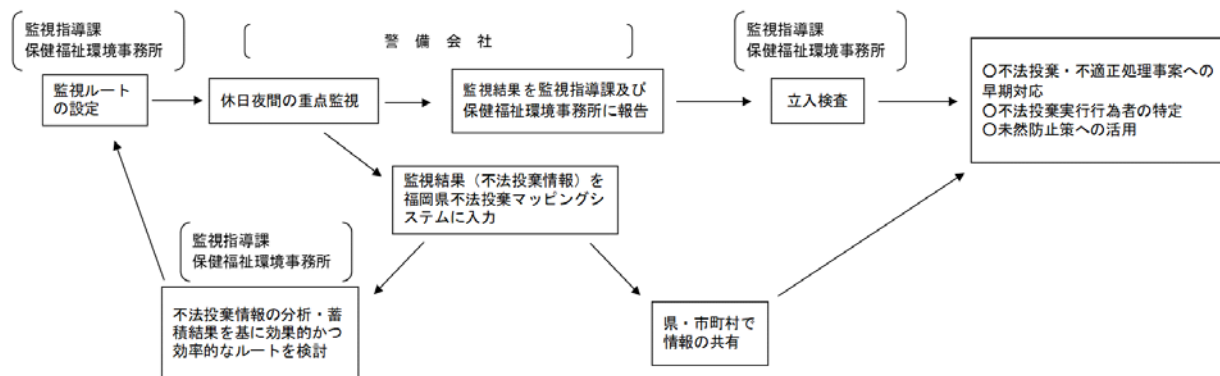 監視指導課
保健福祉環境事務所
警備会社
監視指導課
保健福祉環境事務所
監視ルート
の設定
休日夜間の重点監視
監視結果を監視指導課及び
保健福祉環境事務所に報告
立入検査
〇不法投棄・不適正処理事案への
早期対応
〇不法投棄実行行為者の特定
〇未然防止策への活用
監視結果（不法投棄情報）を
福岡県不法投棄マッピングシ
ステムに入力
監視指導課
保健福祉環境事務所
不法投棄情報の分析・蓄
積結果を基に効果的かつ
効率的なルートを検討
県・市町村で
情報の共有